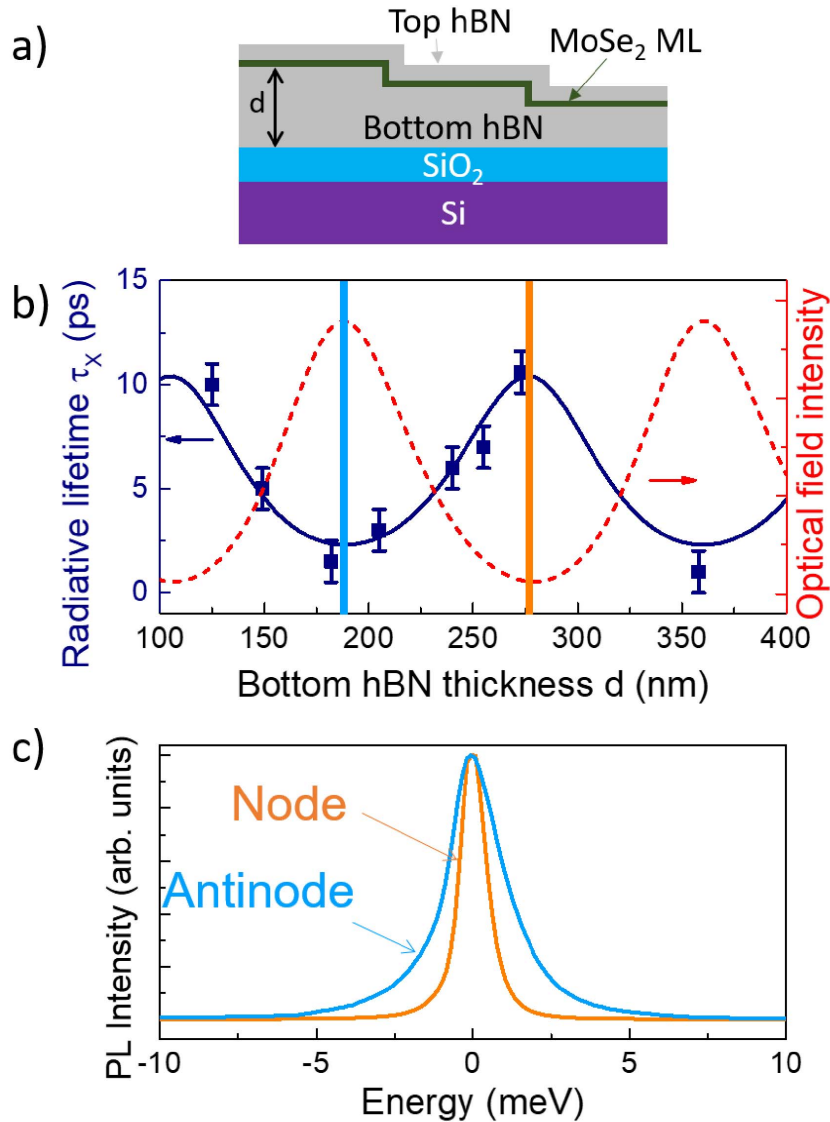 a)
Top hBN
MoSe₂ ML
d
Bottom hBN
SiO₂
Si
b)
Radiative lifetime τX (ps)
15
10
5
0
Optical field intensity
100 150 200 250 300 350 400
Bottom hBN thickness d (nm)
c)
PL Intensity (arb. units)
Node
Antinode
-10 -5 0 5 10
Energy (meV)